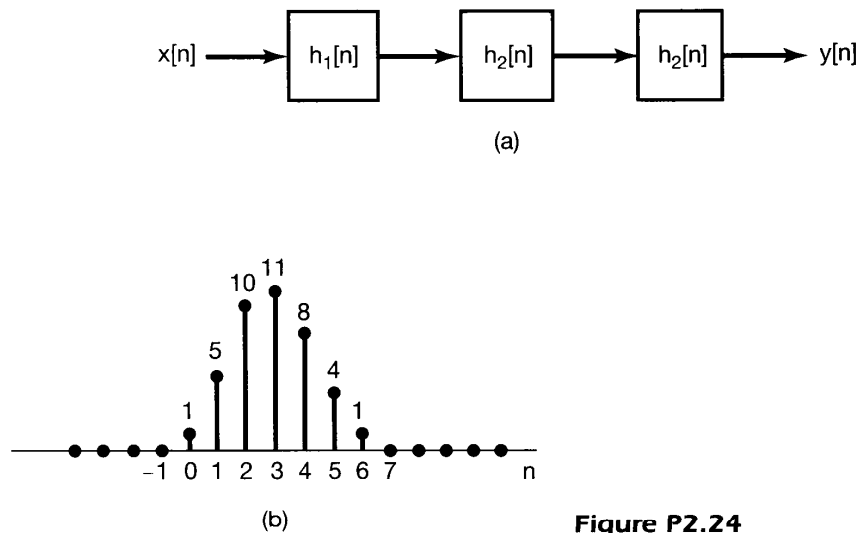 x[n] h₁[n] h₂[n] h₂[n] y[n]
(a)
11
10
8
5
4
1 1
−1 0 1 2 3 4 5 6 7 n
(b)
Figure P2.24